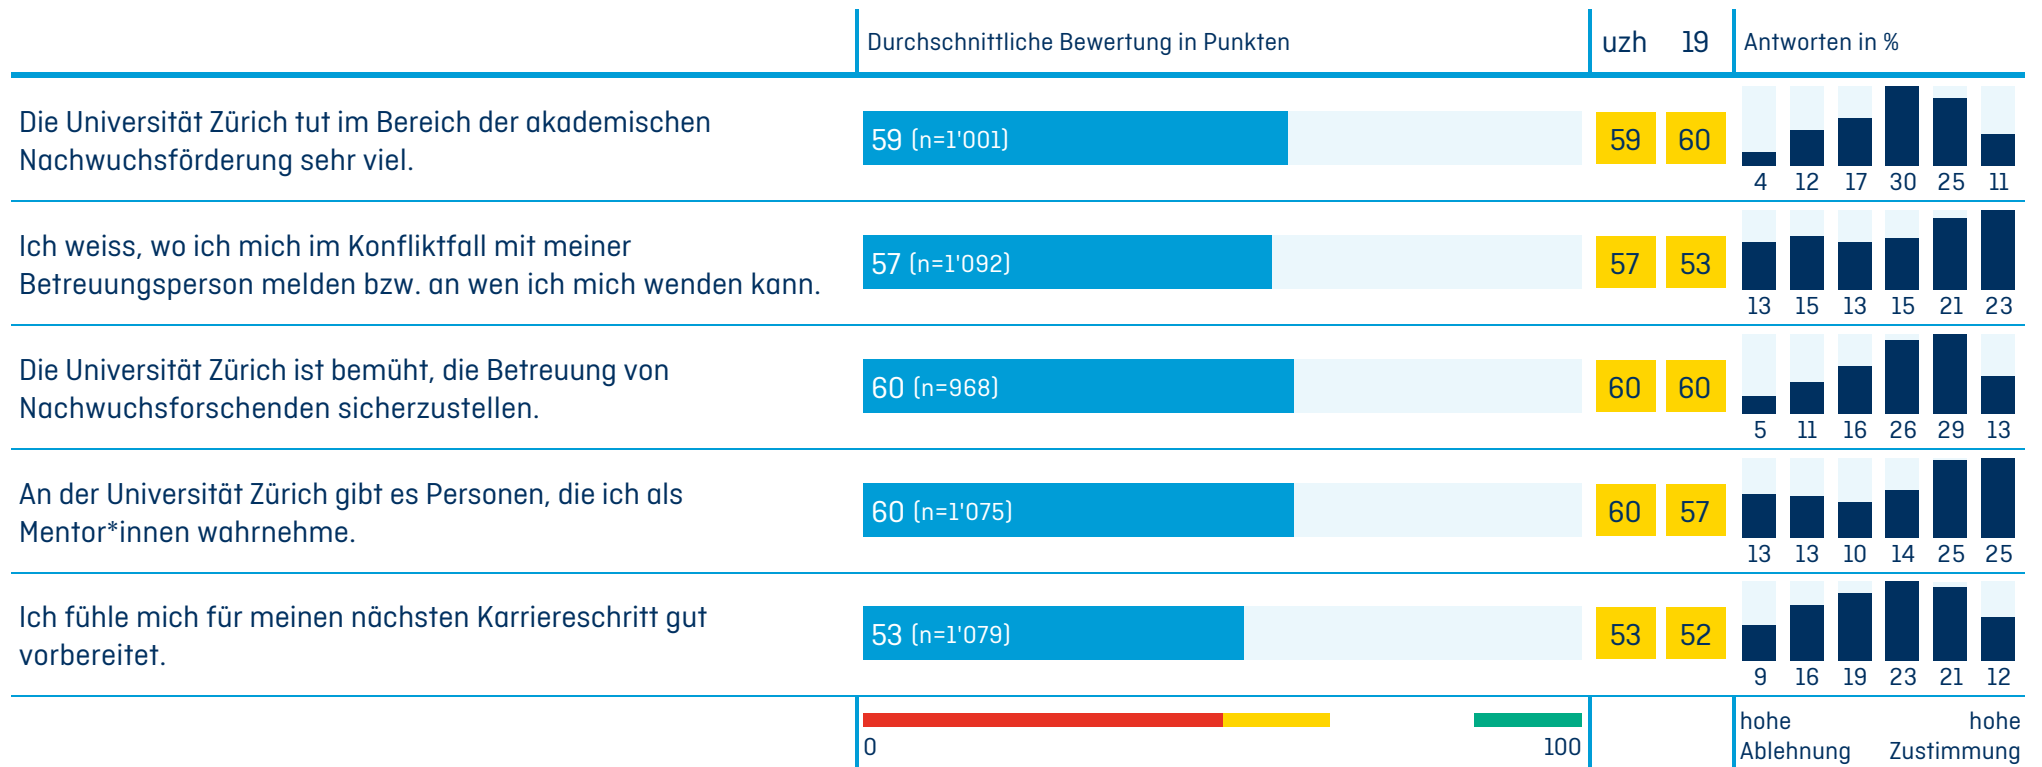 Durchschnittliche Bewertung in Punkten uzh 19 Antworten in %
Die Universität Zürich tut im Bereich der akademischen
Nachwuchsförderung sehr viel.
59 (n=1'001) 59 60
4 12 17 30 25 11
Ich weiss, wo ich mich im Konfliktfall mit meiner
Betreuungsperson melden bzw. an wen ich mich wenden kann.
57 (n=1'092) 57 53
13 15 13 15 21 23
Die Universität Zürich ist bemüht, die Betreuung von
Nachwuchsforschenden sicherzustellen.
60 (n=968) 60 60
5 11 16 26 29 13
An der Universität Zürich gibt es Personen, die ich als
Mentor*innen wahrnehme.
60 (n=1'075) 60 57
13 13 10 14 25 25
Ich fühle mich für meinen nächsten Karriereschritt gut
vorbereitet.
53 (n=1'079) 53 52
9 16 19 23 21 12
0 100
hohe hohe
Ablehnung Zustimmung